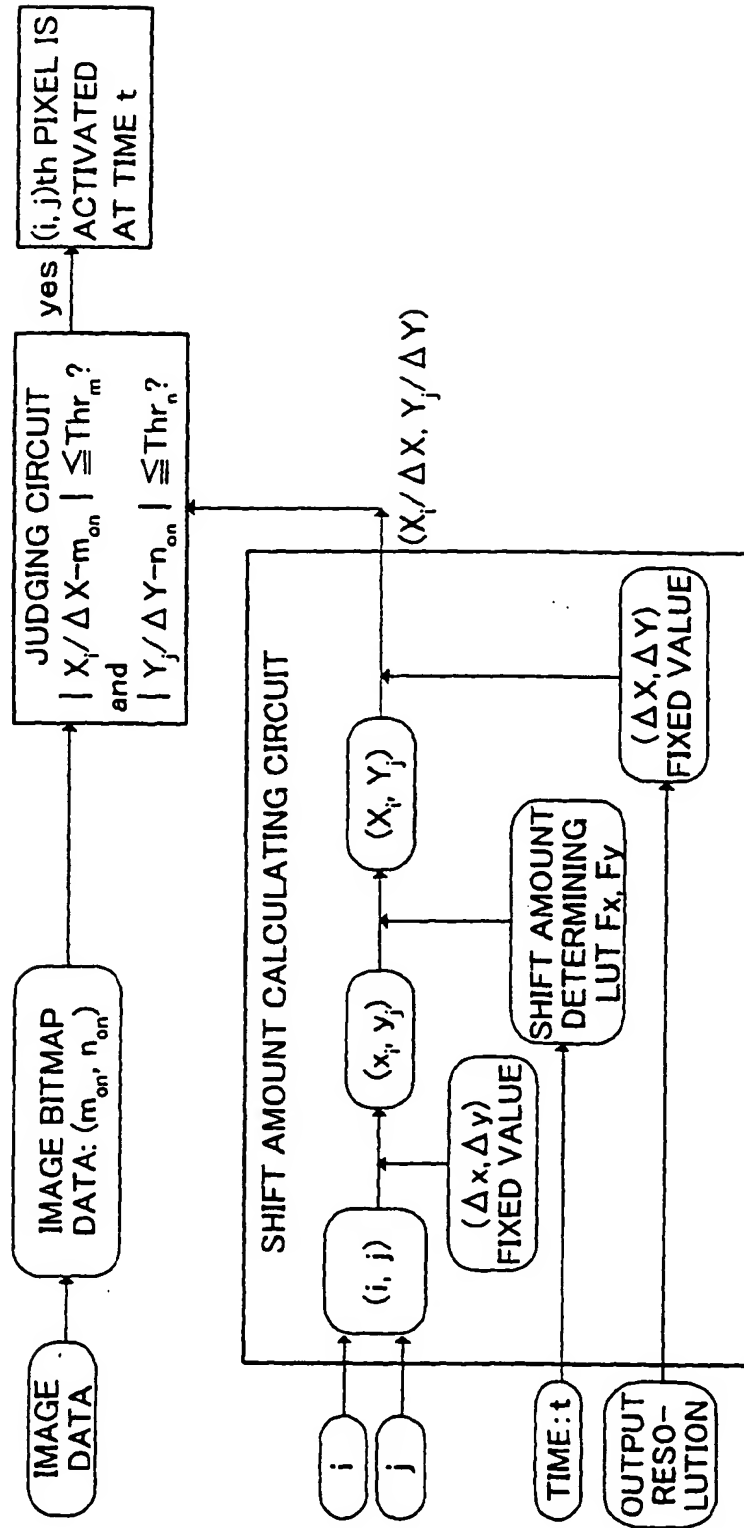 IMAGE
DATA
IMAGE BITMAP
DATA: (m_on, n_on)
JUDGING CIRCUIT
| X_i/ΔX-m_on | ≦Thr_m?
and
| Y_j/ΔY-n_on | ≦Thr_n?
yes
(i, j)th PIXEL IS
ACTIVATED
AT TIME t
SHIFT AMOUNT CALCULATING CIRCUIT
i
j
(i, j)
(Δx,Δy)
FIXED VALUE
(x_i, y_j)
SHIFT AMOUNT
DETERMINING
LUT Fx, Fy
(X_i, Y_j)
(ΔX,ΔY)
FIXED VALUE
(X_i/ΔX, Y_j/ΔY)
TIME:t
OUTPUT
RESO-
LUTION